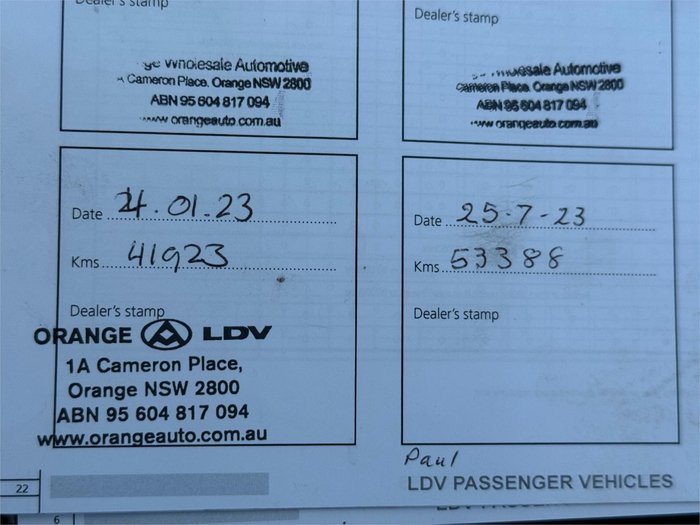 Dealer's stamp
Wholesale Automotive
Cameron Place, Orange NSW 2800
ABN 95 604 817 094
www.orangeauto.com.au
Dealer's stamp
Automotive
Cameron Place, Orange NSW 2800
ABN 95 604 817 094
www.orangeauto.com.au
Date 24.01.23
Kms 41923
Dealer's stamp
ORANGE LDV
1A Cameron Place,
Orange NSW 2800
ABN 95 604 817 094
www.orangeauto.com.au
Date 25-7-23
Kms 53388
Dealer's stamp
Paul
LDV PASSENGER VEHICLES
22
6